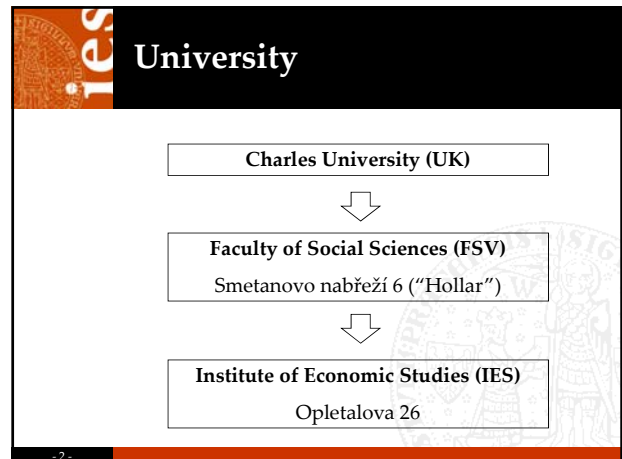 ies
University
Charles University (UK)
Faculty of Social Sciences (FSV)
Smetanovo nabřeží 6 (“Hollar”)
Institute of Economic Studies (IES)
Opletalova 26
- 2 -